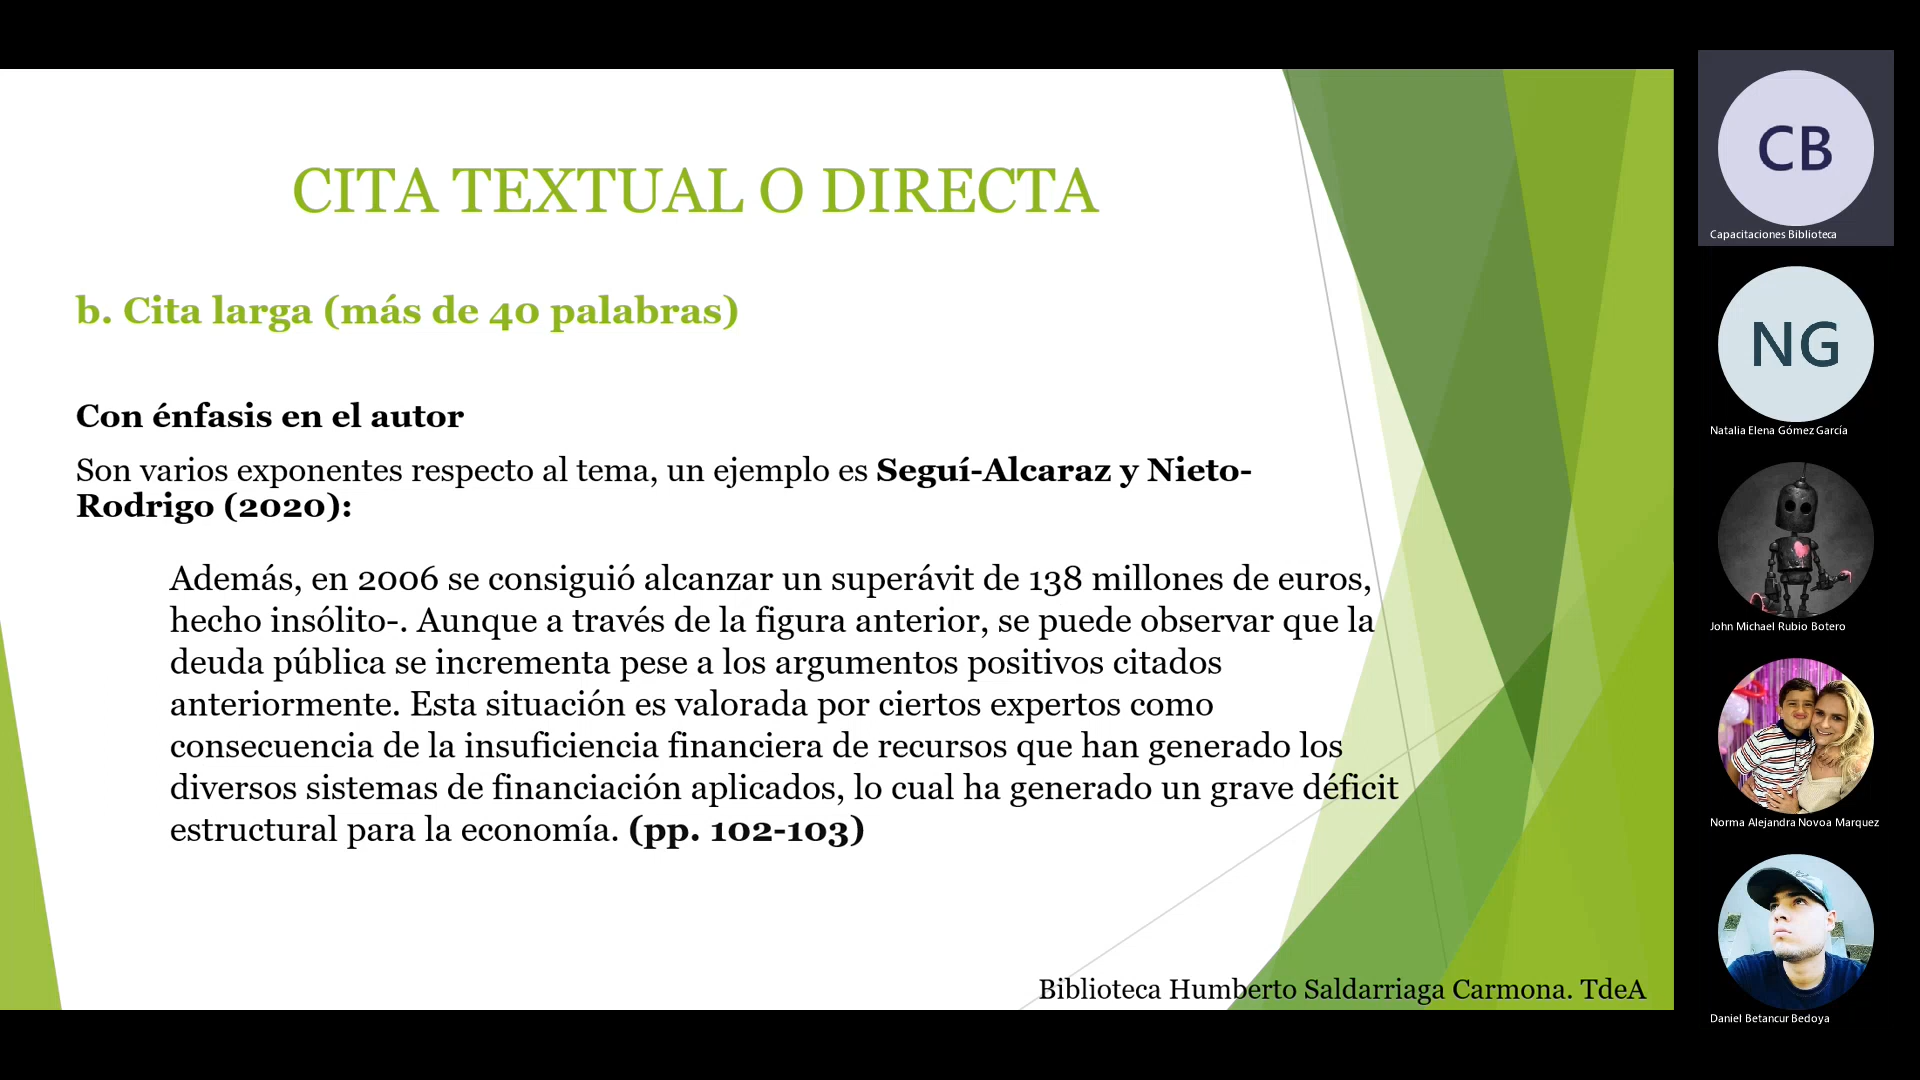 CITA TEXTUAL O DIRECTA
b. Cita larga (más de 40 palabras)
Con énfasis en el autor
Son varios exponentes respecto al tema, un ejemplo es Seguí-Alcaraz y Nieto-
Rodrigo (2020):
Además, en 2006 se consiguió alcanzar un superávit de 138 millones de euros,
hecho insólito-. Aunque a través de la figura anterior, se puede observar que la
deuda pública se incrementa pese a los argumentos positivos citados
anteriormente. Esta situación es valorada por ciertos expertos como
consecuencia de la insuficiencia financiera de recursos que han generado los
diversos sistemas de financiación aplicados, lo cual ha generado un grave déficit
estructural para la economía. (pp. 102-103)
Biblioteca Humberto Saldarriaga Carmona. TdeA
CB
Capacitaciones Biblioteca
NG
Natalia Elena Gómez García
John Michael Rubio Botero
Norma Alejandra Novoa Marquez
Daniel Betancur Bedoya